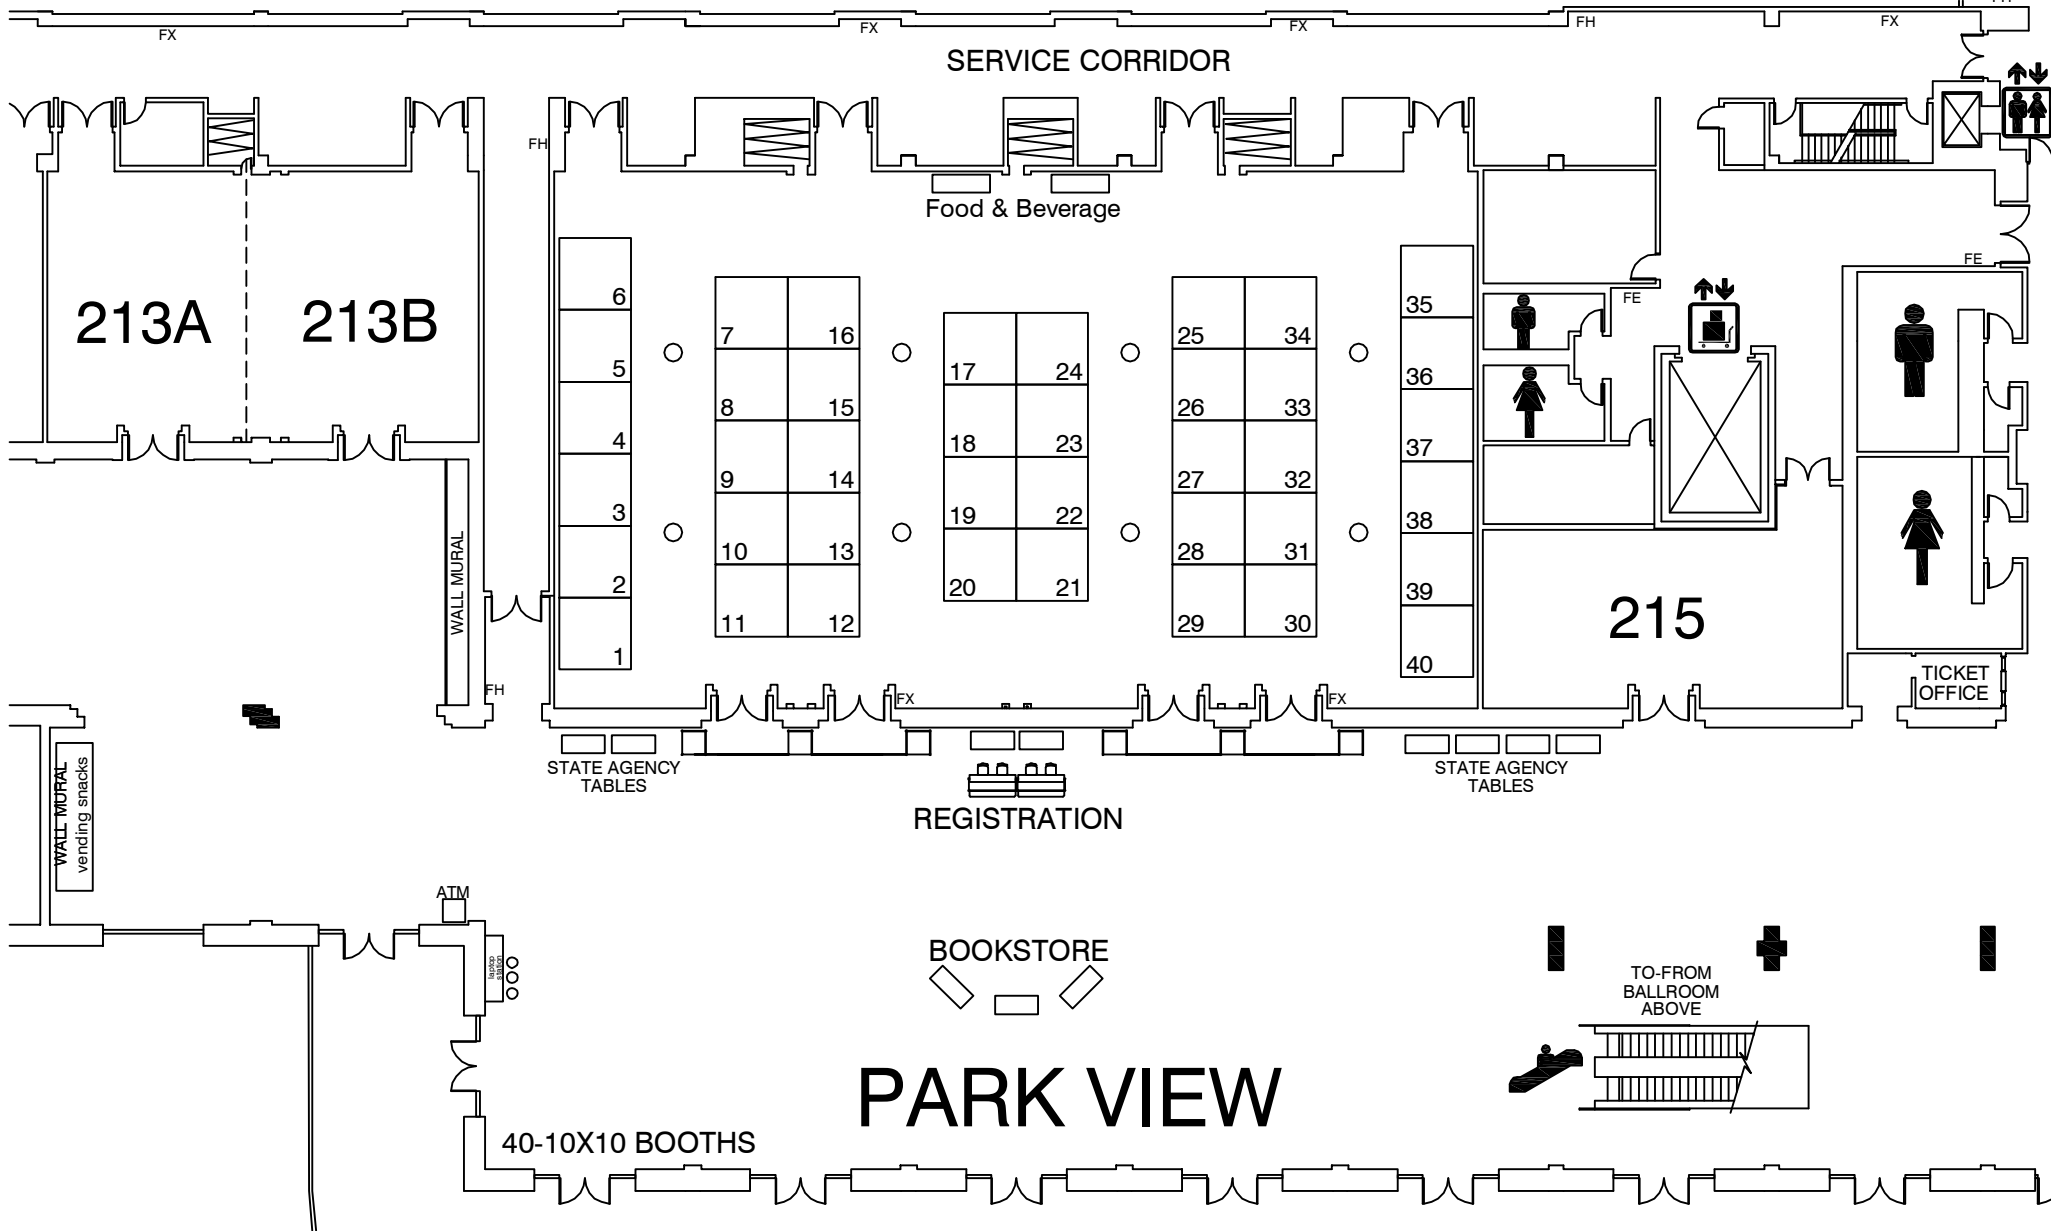 FH
FX
FX
FX
FH
FX
SERVICE CORRIDOR
FH
Food & Beverage
FE
FE
213A
213B
6
5
4
3
2
1
7
16
8
15
9
14
10
13
11
12
17
24
18
23
19
22
20
21
25
34
26
33
27
32
28
31
29
30
35
36
37
38
39
40
WALL MURAL
FH
215
TICKET
OFFICE
FX
FX
STATE AGENCY
TABLES
STATE AGENCY
TABLES
REGISTRATION
WALL MURAL
vending snacks
ATM
laptop
station
BOOKSTORE
TO-FROM
BALLROOM
ABOVE
PARK VIEW
40-10X10 BOOTHS